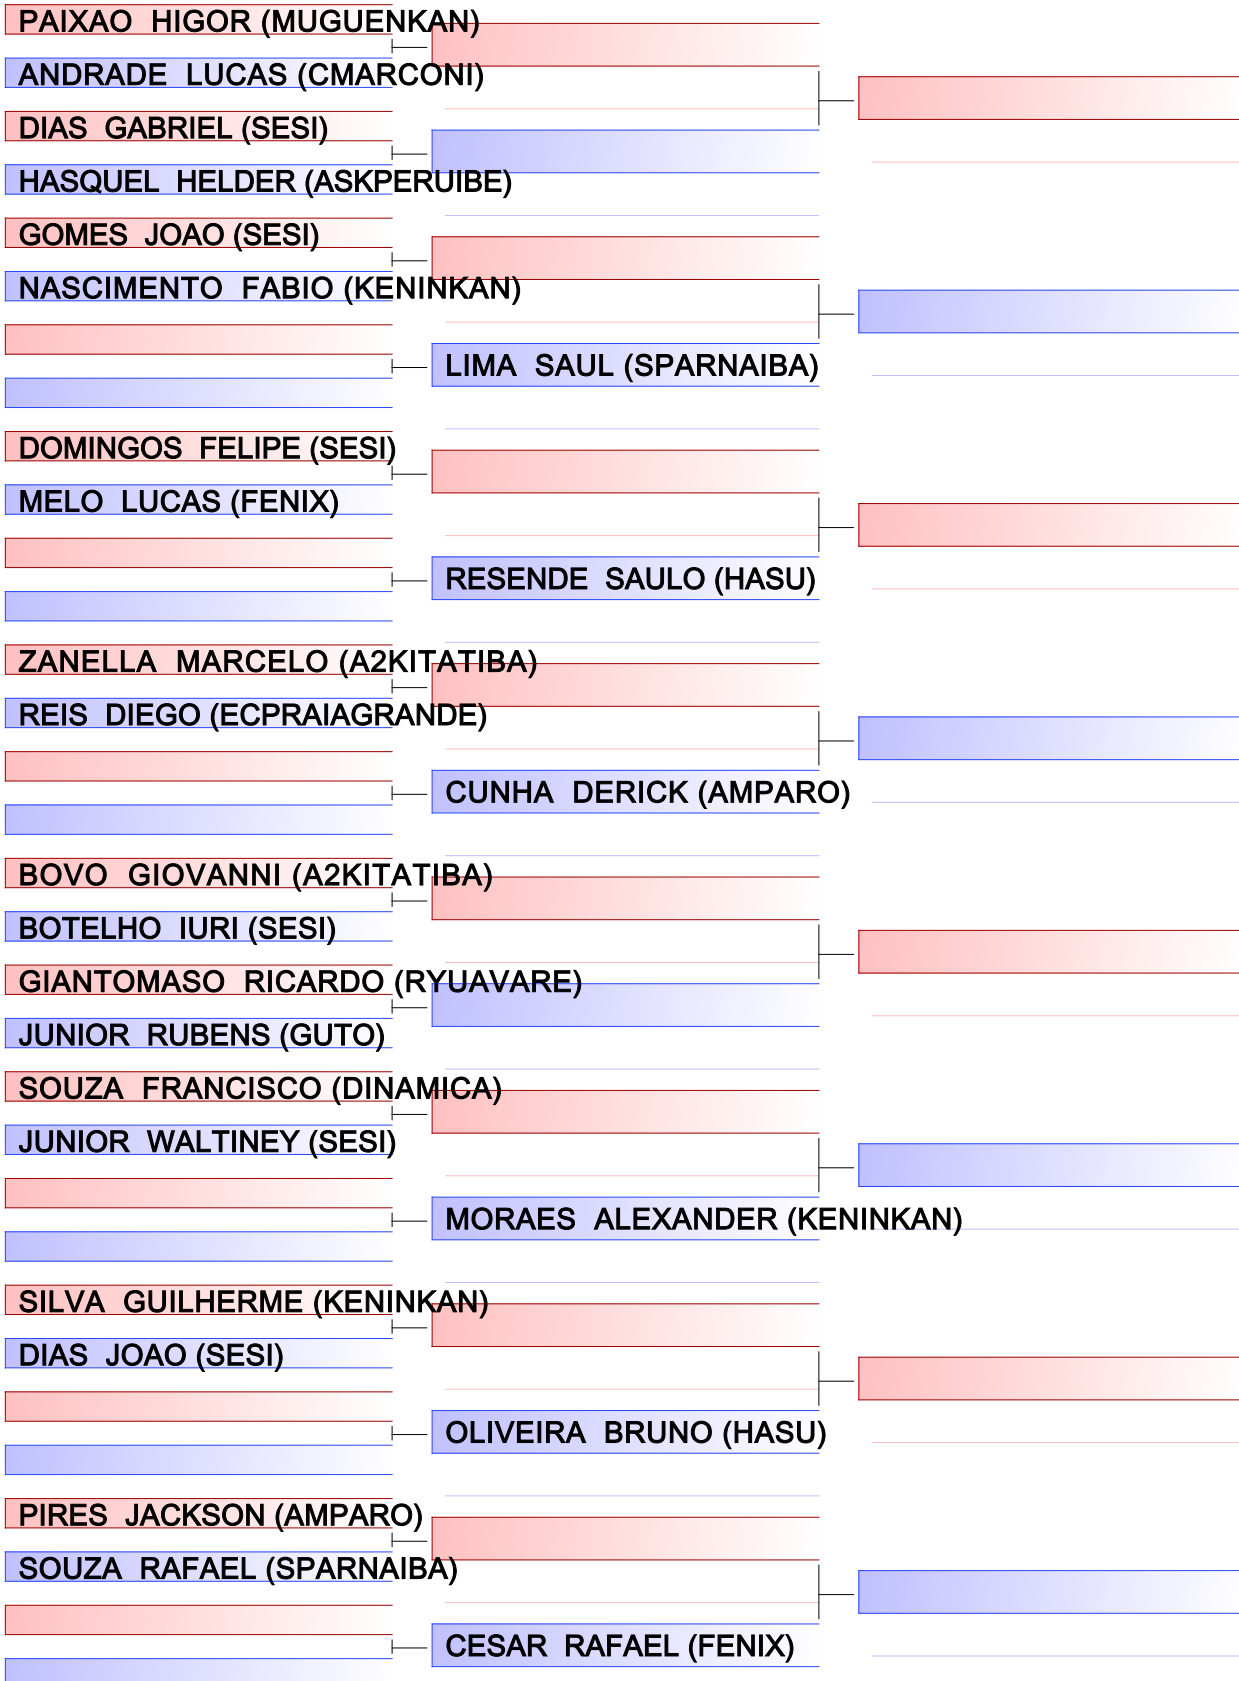 PAIXAO HIGOR (MUGUENKAN)
ANDRADE LUCAS (CMARCONI)
DIAS GABRIEL (SESI)
HASQUEL HELDER (ASKPERUIBE)
GOMES JOAO (SESI)
NASCIMENTO FABIO (KENINKAN)
LIMA SAUL (SPARNAIBA)
DOMINGOS FELIPE (SESI)
MELO LUCAS (FENIX)
RESENDE SAULO (HASU)
ZANELLA MARCELO (A2KITATIBA)
REIS DIEGO (ECPRAIAGRANDE)
CUNHA DERICK (AMPARO)
BOVO GIOVANNI (A2KITATIBA)
BOTELHO IURI (SESI)
GIANTOMASO RICARDO (RYUAVARE)
JUNIOR RUBENS (GUTO)
SOUZA FRANCISCO (DINAMICA)
JUNIOR WALTINEY (SESI)
MORAES ALEXANDER (KENINKAN)
SILVA GUILHERME (KENINKAN)
DIAS JOAO (SESI)
OLIVEIRA BRUNO (HASU)
PIRES JACKSON (AMPARO)
SOUZA RAFAEL (SPARNAIBA)
CESAR RAFAEL (FENIX)